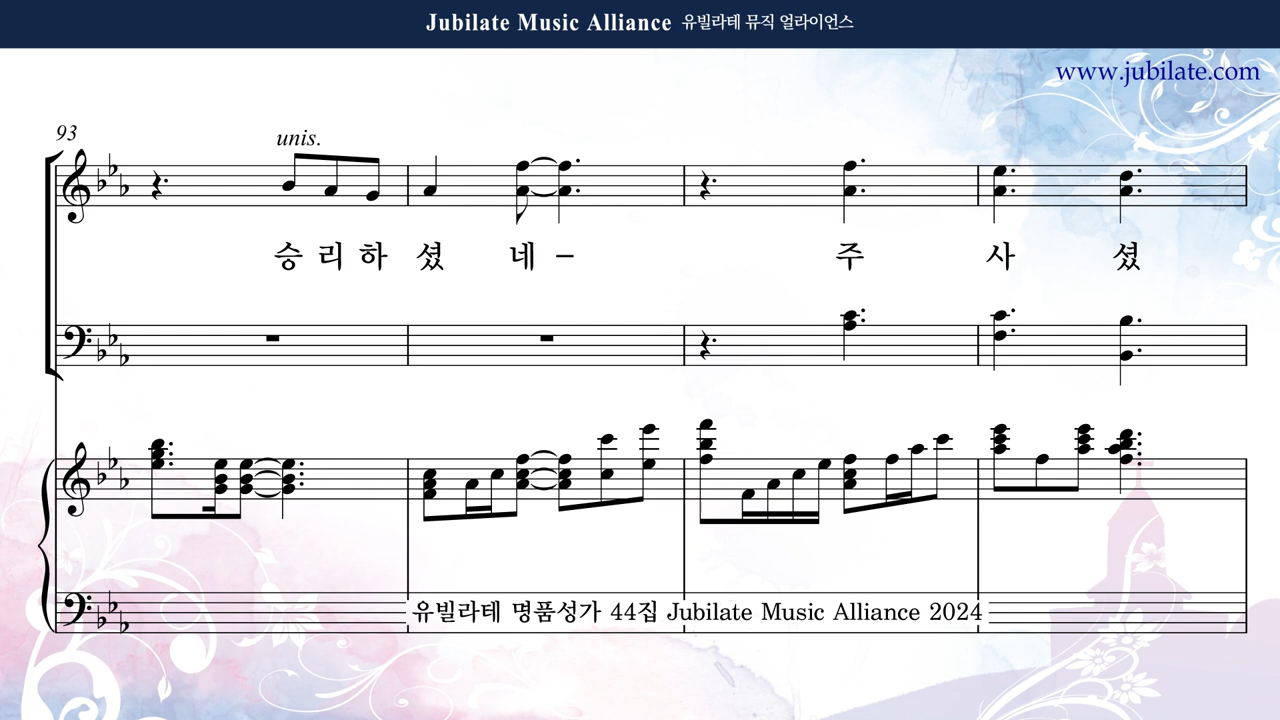 Jubilate Music Alliance 유빌라테 뮤직 얼라이언스
www.jubilate.com
93
unis.
승 리 하 셨 네 – 주 사 셨
유빌라테 명품성가 44집 Jubilate Music Alliance 2024